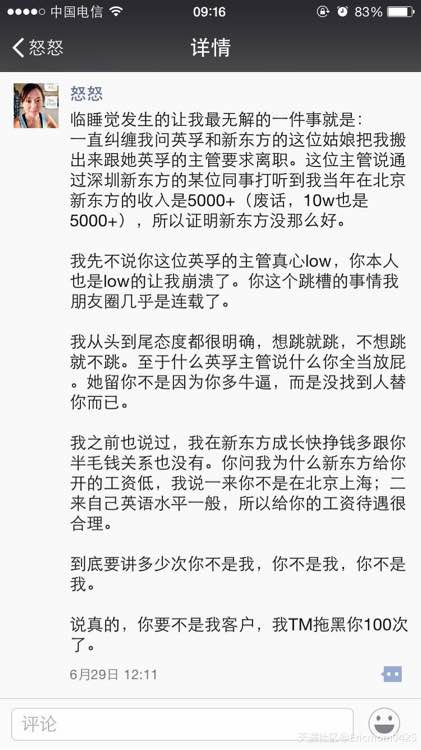 中国电信
09:16
83%
怒怒
详情
怒怒
临睡觉发生的让我最无解的一件事就是：
一直纠缠我问英孚和新东方的这位姑娘把我搬
出来跟她英孚的主管要求离职。这位主管说通
过深圳新东方的某位同事打听到我当年在北京
新东方的收入是5000+（废话，10w也是
5000+），所以证明新东方没那么好。
我先不说你这位英孚的主管真心low，你本人
也是low的让我崩溃了。你这个跳槽的事情我
朋友圈几乎是连载了。
我从头到尾态度都很明确，想跳就跳，不想跳
就不跳。至于什么英孚主管说什么你全当放屁
。她留你不是因为你多牛逼，而是没找到人替
你而已。
我之前也说过，我在新东方成长快挣钱多跟你
半毛钱关系也没有。你问我为什么新东方给你
开的工资低，我说一来你不是在北京上海；二
来自己英语水平一般，所以给你的工资待遇很
合理。
到底要讲多少次你不是我，你不是我，你不是
我。
说真的，你要不是我客户，我TM拖黑你100次
了。
6月29日 12:11
评论